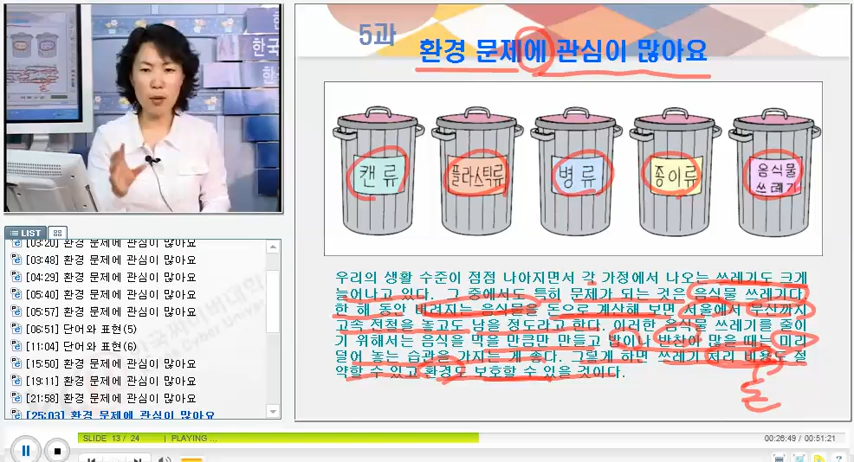 5과
환경 문제에 관심이 많아요
캔류
플라스틱류
병류
종이류
음식물
쓰레기
우리의 생활 수준이 점점 나아지면서 각 가정에서 나오는 쓰레기도 크게
늘어나고 있다. 그 중에서도 특히 문제가 되는 것은 음식물 쓰레기다.
한 해 동안 버려지는 음식물을 돈으로 계산해 보면 서울에서 부산까지
고속 전철을 놓고도 남을 정도라고 한다. 이러한 음식물 쓰레기를 줄이
기 위해서는 음식을 먹을 만큼만 만들고 밥이나 반찬이 많을 때는 미리
덜어 놓는 습관을 가지는 게 좋다. 그렇게 하면 쓰레기 처리 비용도 절
약할 수 있고 환경도 보호할 수 있을 것이다.
LIST
[03:20] 환경 문제에 관심이 많아요
[03:48] 환경 문제에 관심이 많아요
[04:29] 환경 문제에 관심이 많아요
[05:40] 환경 문제에 관심이 많아요
[05:57] 환경 문제에 관심이 많아요
[06:51] 단어와 표현(5)
[11:04] 단어와 표현(6)
[15:50] 환경 문제에 관심이 많아요
[19:11] 환경 문제에 관심이 많아요
[21:58] 환경 문제에 관심이 많아요
[25:03] 환경 문제에 관심이 많아요
SLIDE 13 / 24 | PLAYING ...
00:26:49 / 00:51:21